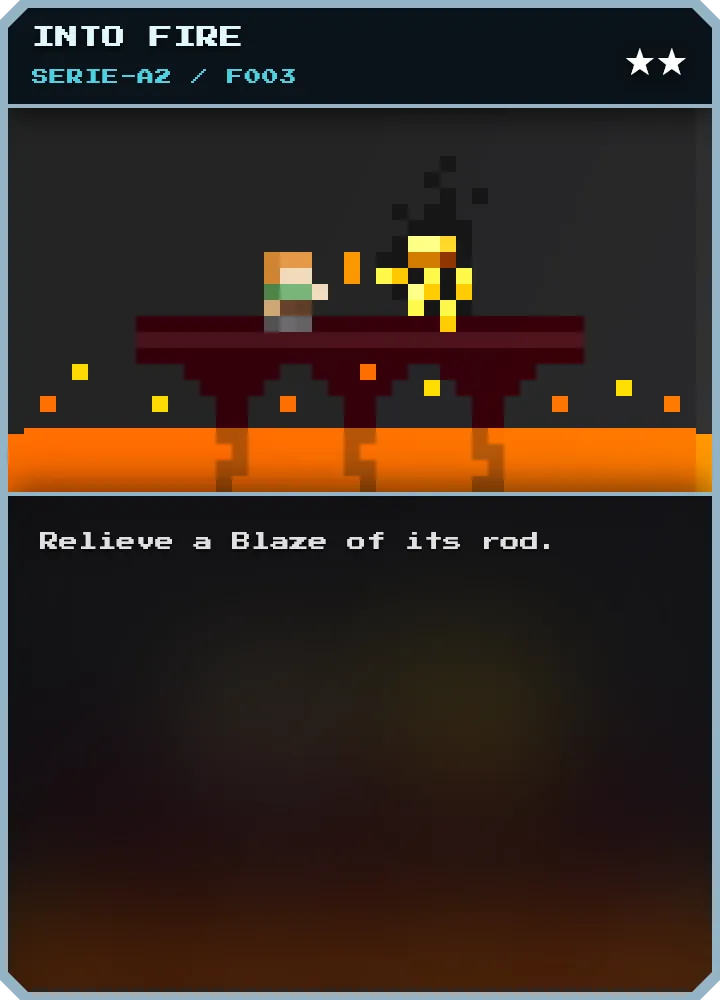 INTO FIRE
SERIE-A2 / F003
Relieve a Blaze of its rod.